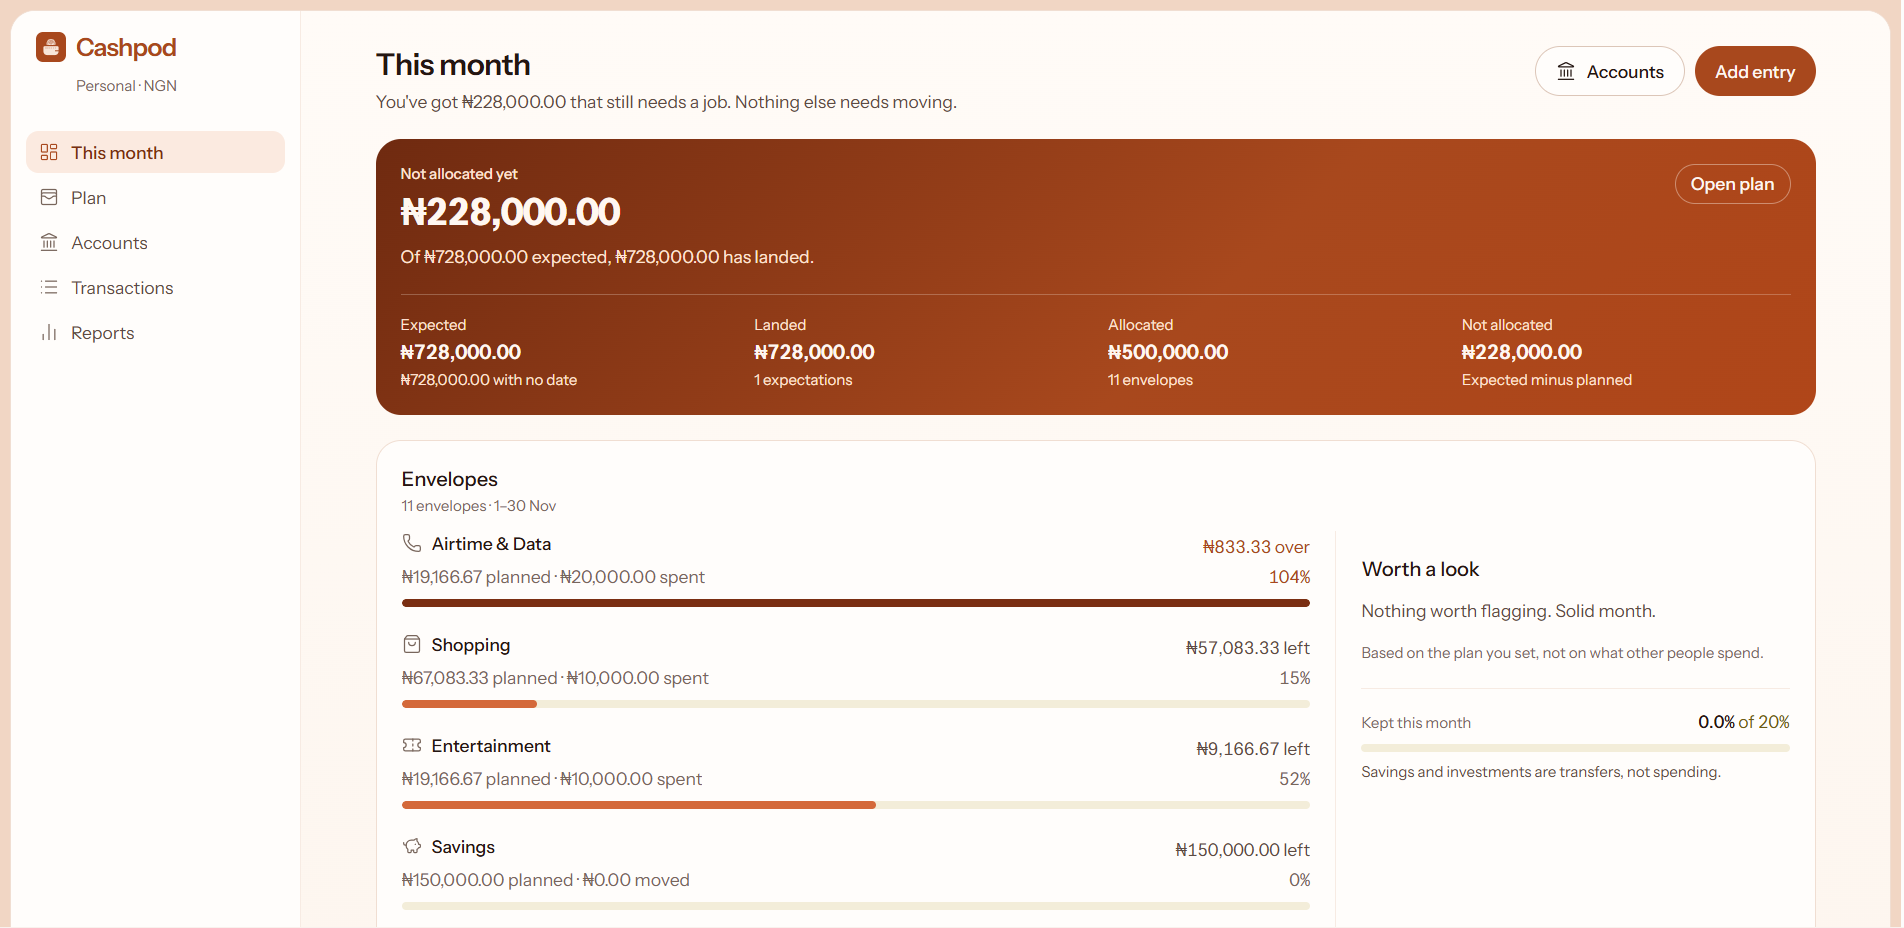 Cashpod
Personal · NGN
This month
Plan
Accounts
Transactions
Reports
This month
You've got ₦228,000.00 that still needs a job. Nothing else needs moving.
Accounts
Add entry
Not allocated yet
₦228,000.00
Of ₦728,000.00 expected, ₦728,000.00 has landed.
Open plan
Expected
₦728,000.00
₦728,000.00 with no date
Landed
₦728,000.00
1 expectations
Allocated
₦500,000.00
11 envelopes
Not allocated
₦228,000.00
Expected minus planned
Envelopes
11 envelopes · 1–30 Nov
Airtime & Data
₦833.33 over
₦19,166.67 planned · ₦20,000.00 spent
104%
Shopping
₦57,083.33 left
₦67,083.33 planned · ₦10,000.00 spent
15%
Entertainment
₦9,166.67 left
₦19,166.67 planned · ₦10,000.00 spent
52%
Savings
₦150,000.00 left
₦150,000.00 planned · ₦0.00 moved
0%
Worth a look
Nothing worth flagging. Solid month.
Based on the plan you set, not on what other people spend.
Kept this month
0.0% of 20%
Savings and investments are transfers, not spending.